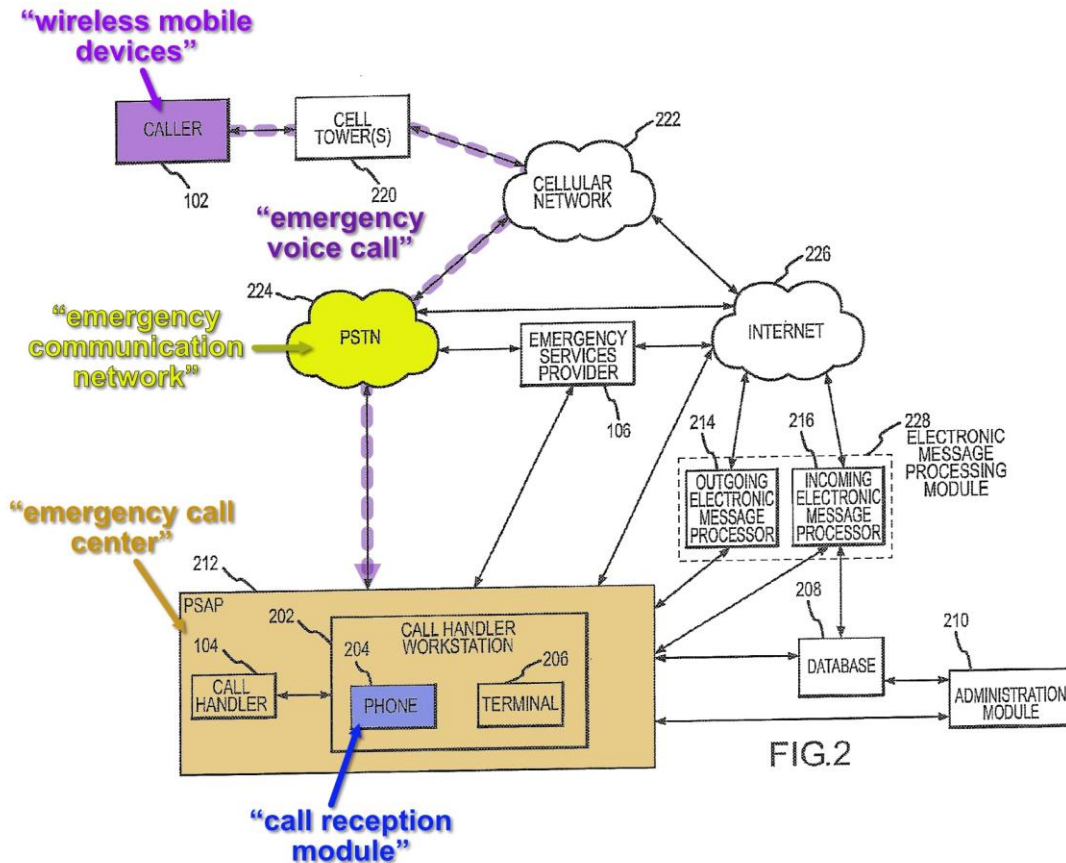 “wireless mobile
devices”
CALLER
102
CELL
TOWER(S)
220
222
CELLULAR
NETWORK
“emergency
voice call”
226
INTERNET
224
PSTN
“emergency
communication
network”
EMERGENCY
SERVICES
PROVIDER
106
214
216
228
ELECTRONIC
MESSAGE
PROCESSING
MODULE
OUTGOING
ELECTRONIC
MESSAGE
PROCESSOR
INCOMING
ELECTRONIC
MESSAGE
PROCESSOR
“emergency call
center”
212
PSAP
202
CALL HANDLER
WORKSTATION
104
CALL
HANDLER
204
PHONE
206
TERMINAL
208
DATABASE
210
ADMINISTRATION
MODULE
FIG.2
“call reception
module”